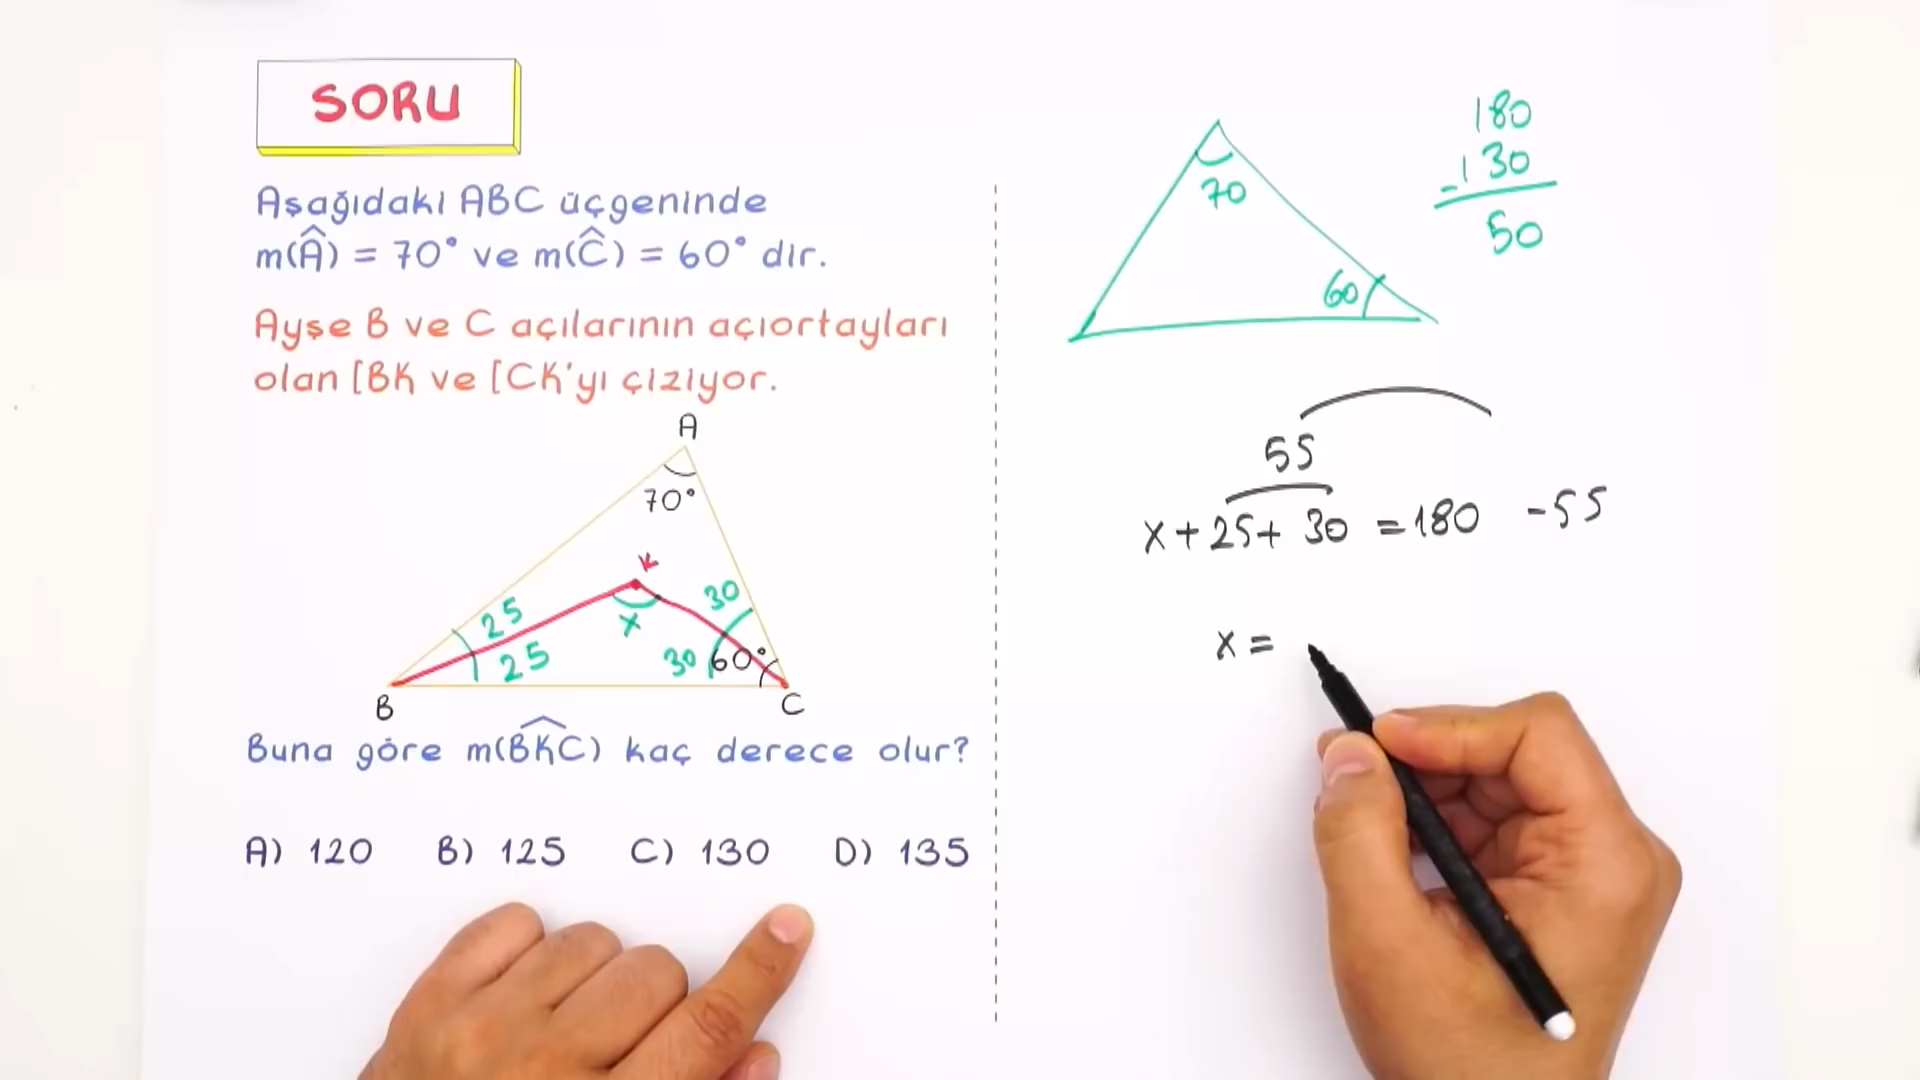 SORU
Aşağıdaki ABC üçgeninde
m(Â) = 70° ve m(Ĉ) = 60° dir.
Ayşe B ve C açılarının açıortayları
olan [BK ve [CK'yı çiziyor.
A
70°
K
x
25
25
30
30
60°
B
C
Buna göre m(BKC) kaç derece olur?
A) 120 B) 125 C) 130 D) 135
70
60
180
-130
50
55
x + 25 + 30 = 180 - 55
x =